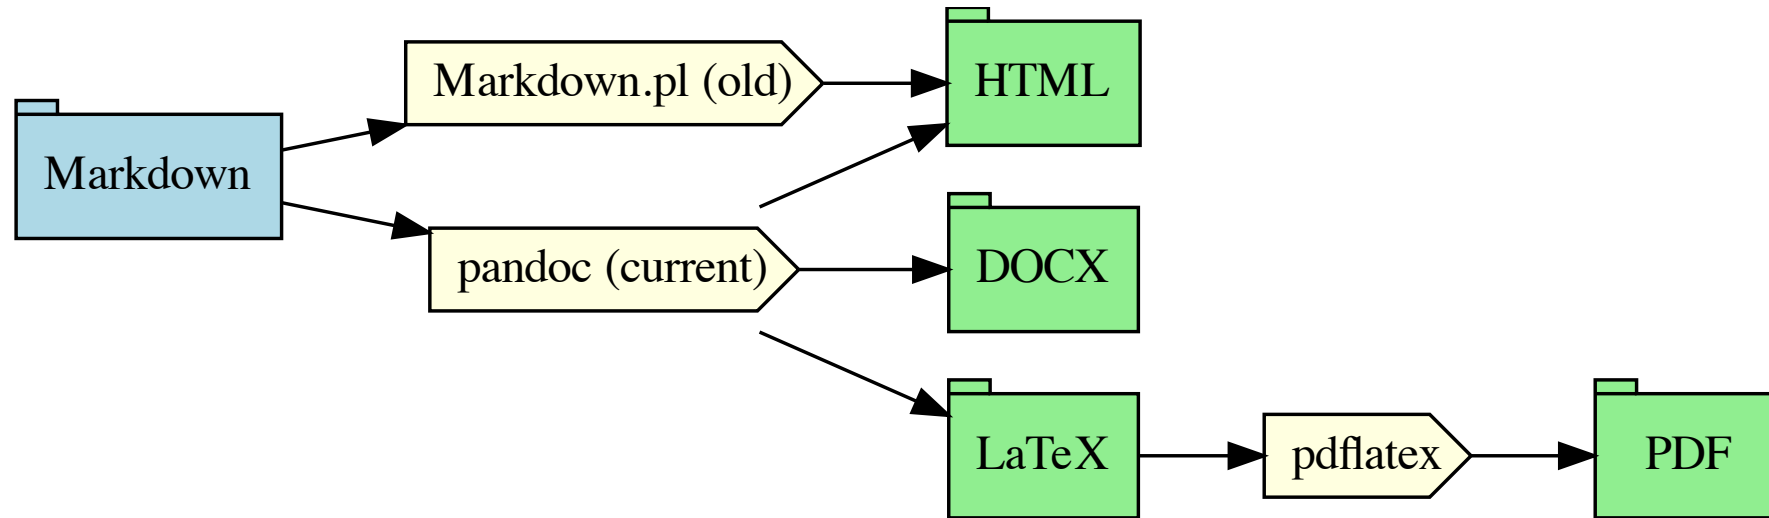 Markdown
Markdown.pl (old)
pandoc (current)
HTML
DOCX
LaTeX
pdflatex
PDF